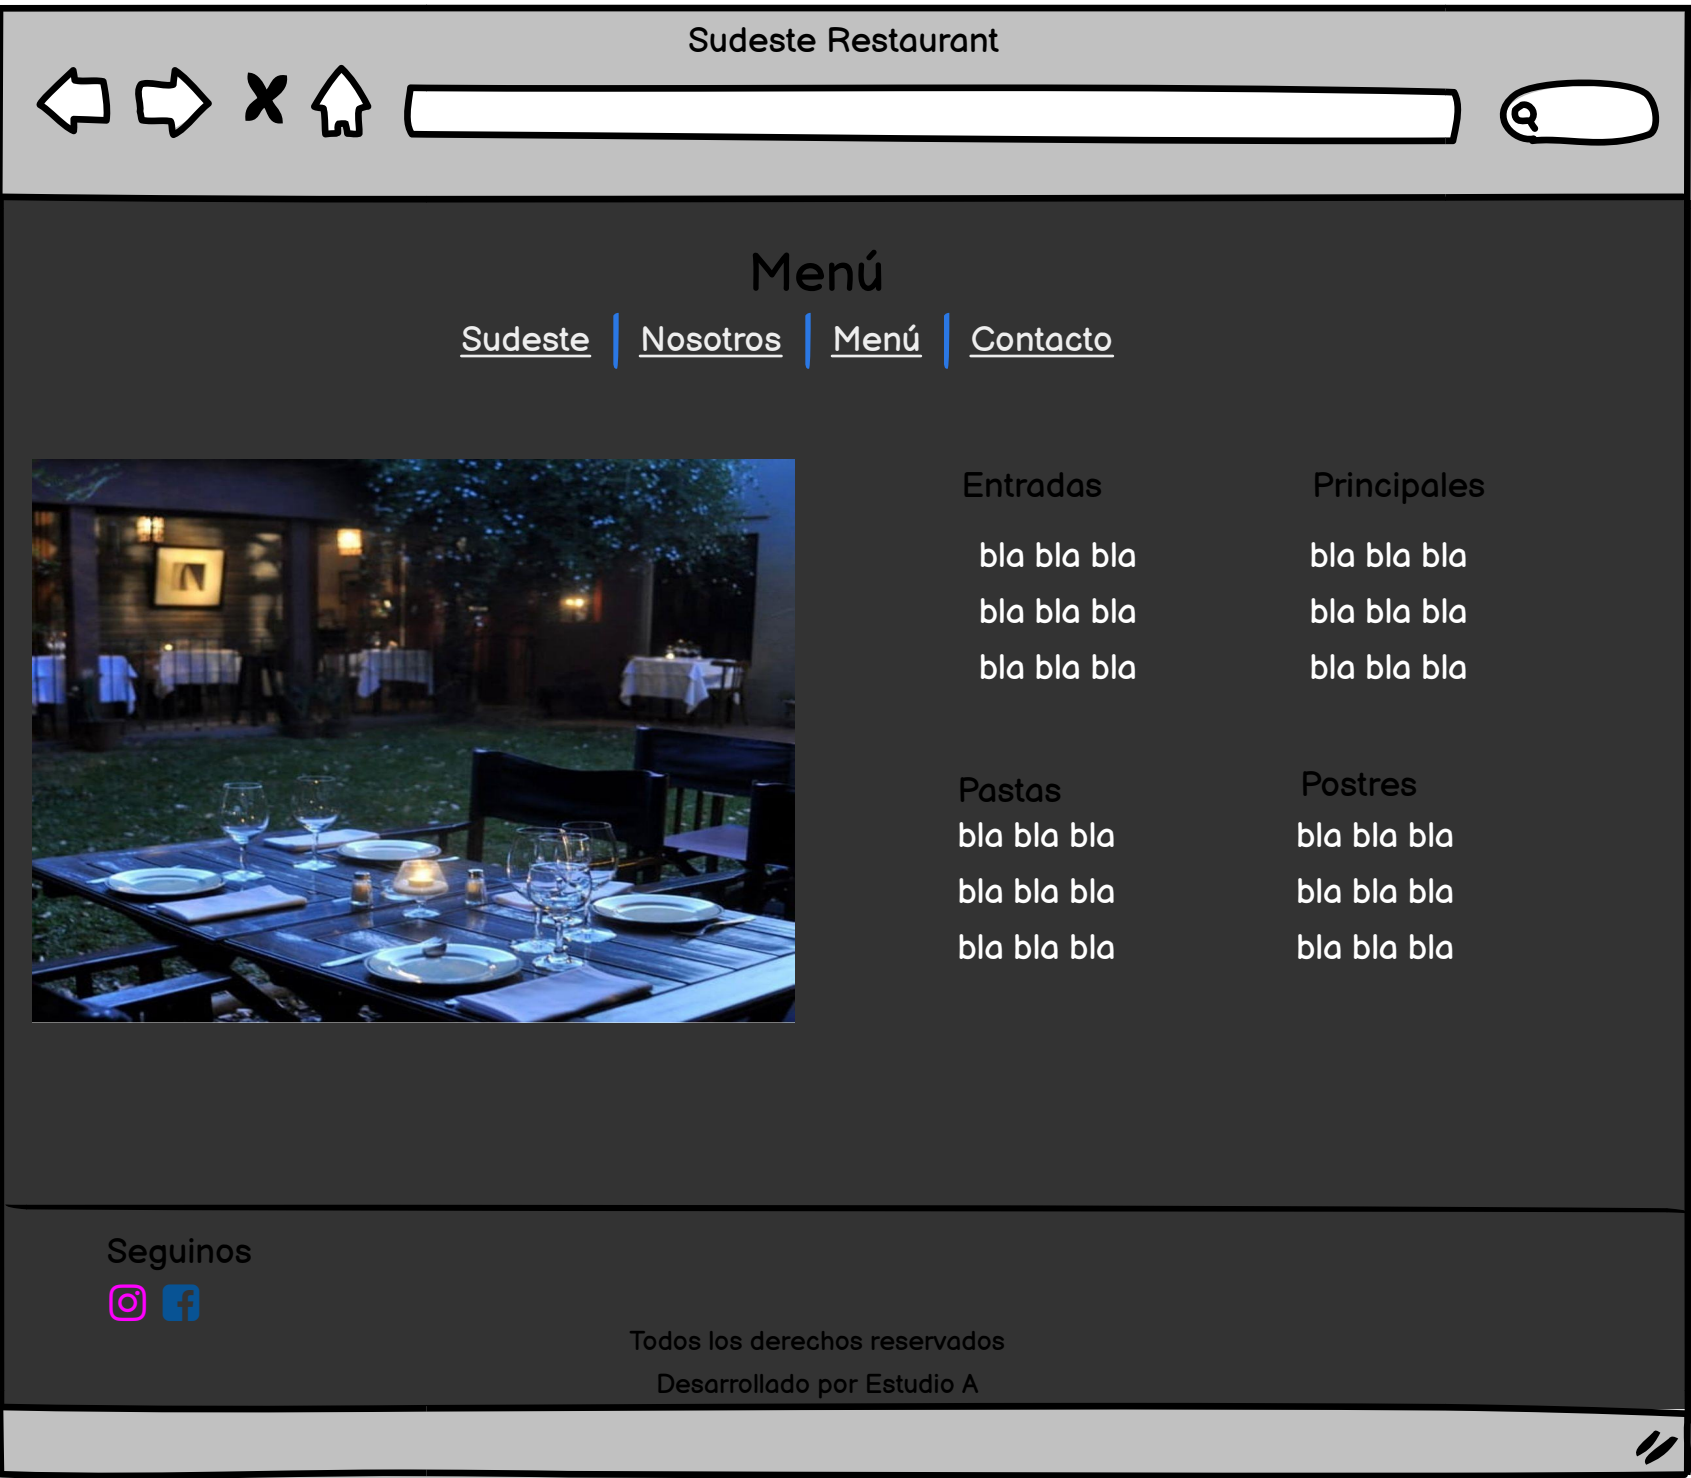 Sudeste Restaurant
Menú
Sudeste Nosotros Menú Contacto
Entradas
bla bla bla
bla bla bla
bla bla bla
Principales
bla bla bla
bla bla bla
bla bla bla
Pastas
bla bla bla
bla bla bla
bla bla bla
Postres
bla bla bla
bla bla bla
bla bla bla
Seguinos
Todos los derechos reservados
Desarrollado por Estudio A